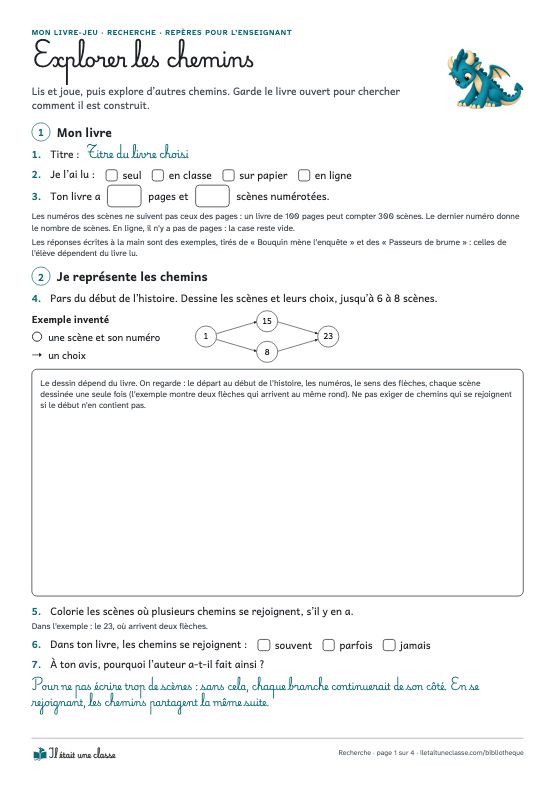 MON LIVRE-JEU · RECHERCHE · REPÈRES POUR L'ENSEIGNANT
Explorer les chemins
Lis et joue, puis explore d'autres chemins. Garde le livre ouvert pour chercher
comment il est construit.
1 Mon livre
1. Titre : Titre du livre choisi
2. Je l'ai lu : seul en classe sur papier en ligne
3. Ton livre a pages et scènes numérotées.
Les numéros des scènes ne suivent pas ceux des pages : un livre de 100 pages peut compter 300 scènes. Le dernier numéro donne
le nombre de scènes. En ligne, il n'y a pas de pages : la case reste vide.
Les réponses écrites à la main sont des exemples, tirés de « Bouquin mène l'enquête » et des « Passeurs de brume » : celles de
l'élève dépendent du livre lu.
2 Je représente les chemins
4. Pars du début de l'histoire. Dessine les scènes et leurs choix, jusqu'à 6 à 8 scènes.
Exemple inventé
une scène et son numéro
→ un choix
15
1
23
8
Le dessin dépend du livre. On regarde : le départ au début de l'histoire, les numéros, le sens des flèches, chaque scène
dessinée une seule fois (l'exemple montre deux flèches qui arrivent au même rond). Ne pas exiger de chemins qui se rejoignent
si le début n'en contient pas.
5. Colorie les scènes où plusieurs chemins se rejoignent, s'il y en a.
Dans l'exemple : le 23, où arrivent deux flèches.
6. Dans ton livre, les chemins se rejoignent : souvent parfois jamais
7. À ton avis, pourquoi l'auteur a-t-il fait ainsi ?
Pour ne pas écrire trop de scènes : sans cela, chaque branche continuerait de son côté. En se
rejoignant, les chemins partagent la même suite.
Il était une classe
Recherche · page 1 sur 4 · iletaituneclasse.com/bibliotheque